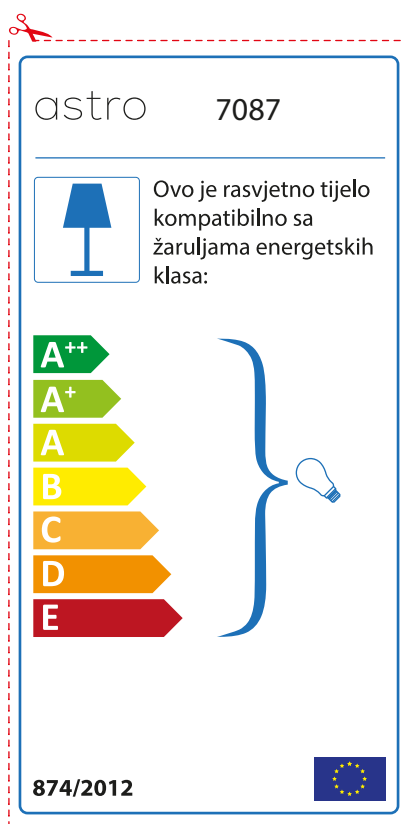 astro 7087
Ovo je rasvjetno tijelo
kompatibilno sa
žaruljama energetskih
klasa:
A++
A+
A
B
C
D
E
874/2012